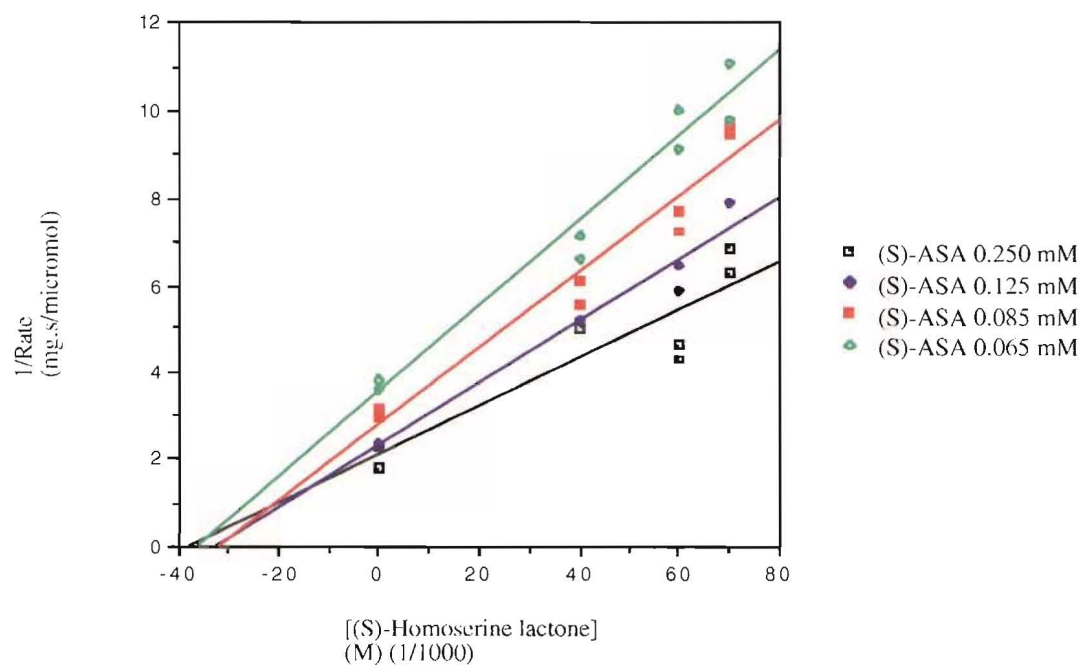 12
10
8
6
4
2
0
-40 -20 0 20 40 60 80
1/Rate
(mg.s/micromol)
[(S)-Homoserine lactone]
(M) (1/1000)
(S)-ASA 0.250 mM
(S)-ASA 0.125 mM
(S)-ASA 0.085 mM
(S)-ASA 0.065 mM